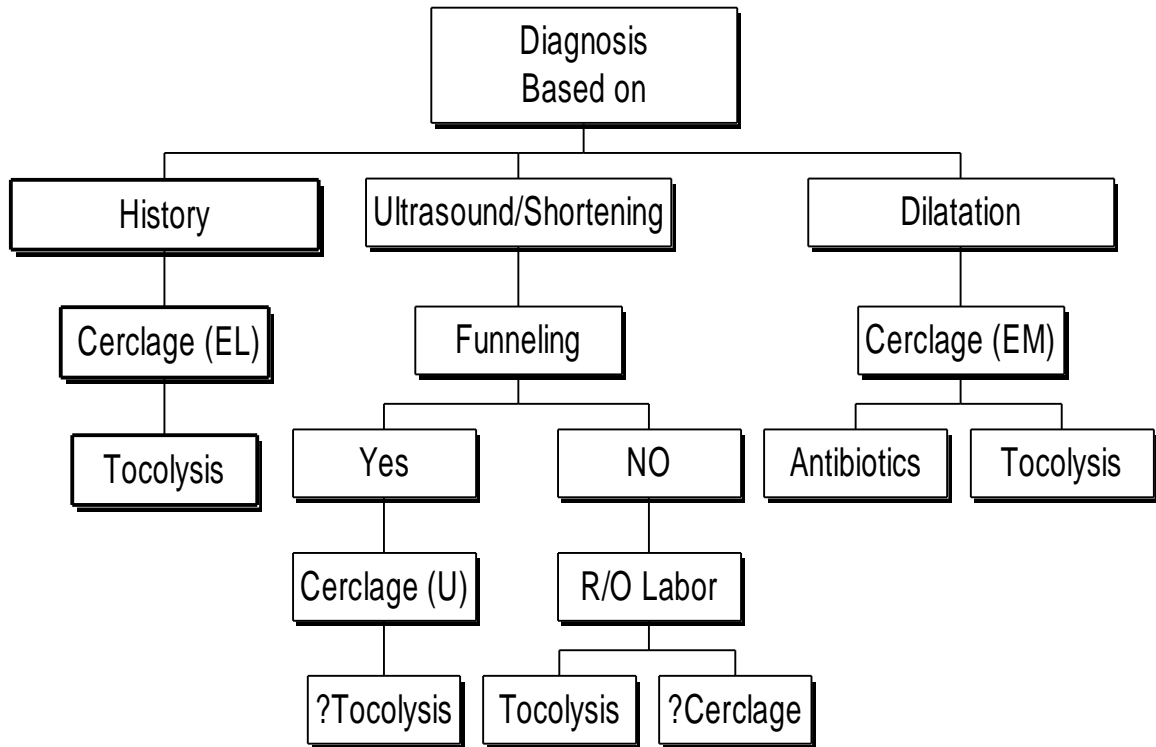 Diagnosis
Based on
History
Ultrasound/Shortening
Dilatation
Cerclage (EL)
Funneling
Cerclage (EM)
Tocolysis
Yes
NO
Antibiotics
Tocolysis
Cerclage (U)
R/O Labor
?Tocolysis
Tocolysis
?Cerclage